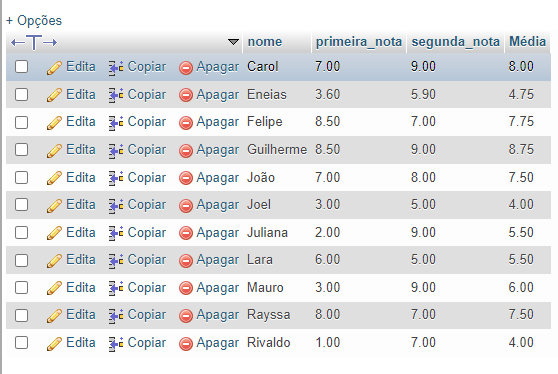 + Opções
nome primeira_nota segunda_nota Média
Edita Copiar Apagar Carol 7.00 9.00 8.00
Edita Copiar Apagar Eneias 3.60 5.90 4.75
Edita Copiar Apagar Felipe 8.50 7.00 7.75
Edita Copiar Apagar Guilherme 8.50 9.00 8.75
Edita Copiar Apagar João 7.00 8.00 7.50
Edita Copiar Apagar Joel 3.00 5.00 4.00
Edita Copiar Apagar Juliana 2.00 9.00 5.50
Edita Copiar Apagar Lara 6.00 5.00 5.50
Edita Copiar Apagar Mauro 3.00 9.00 6.00
Edita Copiar Apagar Rayssa 8.00 7.00 7.50
Edita Copiar Apagar Rivaldo 1.00 7.00 4.00